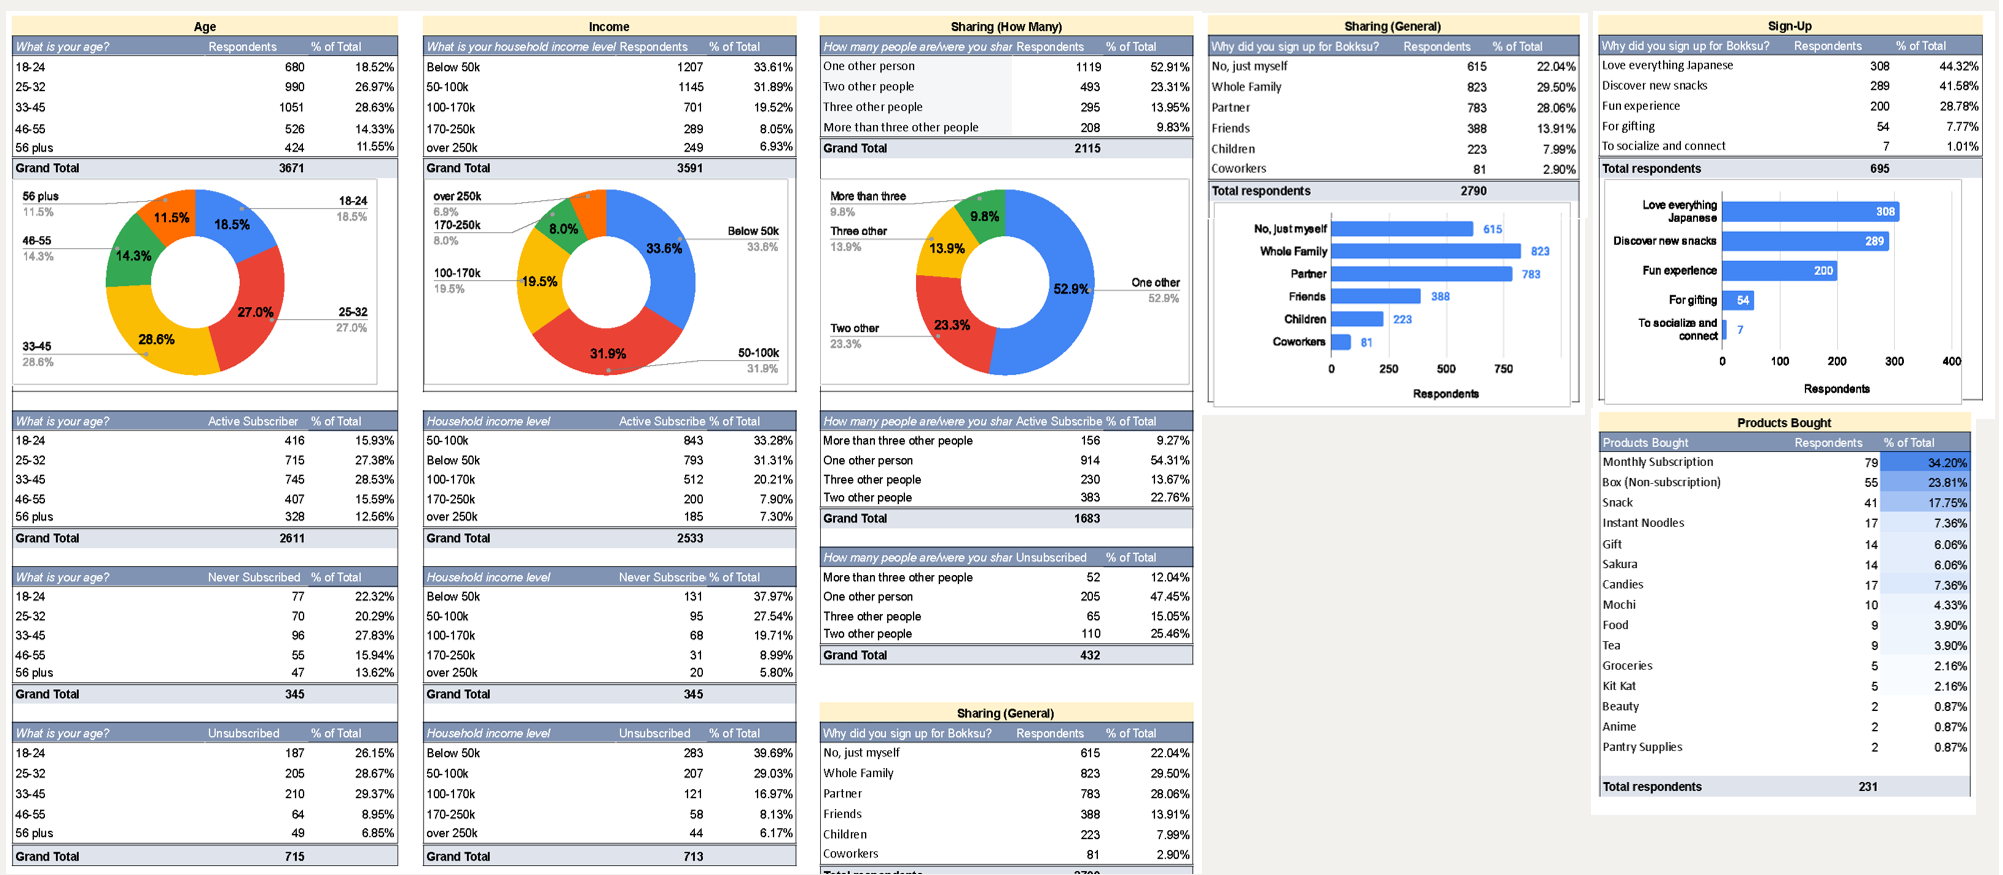 Age
What is your age? Respondents % of Total
18-24 680 18.52%
25-32 990 26.97%
33-45 1051 28.63%
46-55 526 14.33%
56 plus 424 11.55%
Grand Total 3671
56 plus
11.5%
46-55
14.3%
33-45
28.6%
18-24
18.5%
25-32
27.0%
11.5%
18.5%
14.3%
27.0%
28.6%
What is your age? Active Subscriber % of Total
18-24 416 15.93%
25-32 715 27.38%
33-45 745 28.53%
46-55 407 15.59%
56 plus 328 12.56%
Grand Total 2611
What is your age? Never Subscribed % of Total
18-24 77 22.32%
25-32 70 20.29%
33-45 96 27.83%
46-55 55 15.94%
56 plus 47 13.62%
Grand Total 345
What is your age? Unsubscribed % of Total
18-24 187 26.15%
25-32 205 28.67%
33-45 210 29.37%
46-55 64 8.95%
56 plus 49 6.85%
Grand Total 715
Income
What is your household income level Respondents % of Total
Below 50k 1207 33.61%
50-100k 1145 31.89%
100-170k 701 19.52%
170-250k 289 8.05%
over 250k 249 6.93%
Grand Total 3591
over 250k
6.9%
170-250k
8.0%
100-170k
19.5%
Below 50k
33.6%
50-100k
31.9%
8.0%
33.6%
19.5%
31.9%
Household income level Active Subscribe % of Total
50-100k 843 33.28%
Below 50k 793 31.31%
100-170k 512 20.21%
170-250k 200 7.90%
over 250k 185 7.30%
Grand Total 2533
Household income level Never Subscribe % of Total
Below 50k 131 37.97%
50-100k 95 27.54%
100-170k 68 19.71%
170-250k 31 8.99%
over 250k 20 5.80%
Grand Total 345
Household income level Unsubscribed % of Total
Below 50k 283 39.69%
50-100k 207 29.03%
100-170k 121 16.97%
170-250k 58 8.13%
over 250k 44 6.17%
Grand Total 713
Sharing (How Many)
How many people are/were you shar Respondents % of Total
One other person 1119 52.91%
Two other people 493 23.31%
Three other people 295 13.95%
More than three other people 208 9.83%
Grand Total 2115
More than three
9.8%
Three other
13.9%
Two other
23.3%
One other
52.9%
9.8%
13.9%
52.9%
23.3%
How many people are/were you shar Active Subscribe % of Total
More than three other people 156 9.27%
One other person 914 54.31%
Three other people 230 13.67%
Two other people 383 22.76%
Grand Total 1683
How many people are/were you shar Unsubscribed % of Total
More than three other people 52 12.04%
One other person 205 47.45%
Three other people 65 15.05%
Two other people 110 25.46%
Grand Total 432
Sharing (General)
Why did you sign up for Bokksu? Respondents % of Total
No, just myself 615 22.04%
Whole Family 823 29.50%
Partner 783 28.06%
Friends 388 13.91%
Children 223 7.99%
Coworkers 81 2.90%
Total respondents 2790
Sharing (General)
Why did you sign up for Bokksu? Respondents % of Total
No, just myself 615 22.04%
Whole Family 823 29.50%
Partner 783 28.06%
Friends 388 13.91%
Children 223 7.99%
Coworkers 81 2.90%
Total respondents 2790
No, just myself 615
Whole Family 823
Partner 783
Friends 388
Children 223
Coworkers 81
0 250 500 750
Respondents
Sign-Up
Why did you sign up for Bokksu? Respondents % of Total
Love everything Japanese 308 44.32%
Discover new snacks 289 41.58%
Fun experience 200 28.78%
For gifting 54 7.77%
To socialize and connect 7 1.01%
Total respondents 695
Love everything
Japanese 308
Discover new snacks 289
Fun experience 200
For gifting 54
To socialize and
connect 7
0 100 200 300 400
Respondents
Products Bought
Products Bought Respondents % of Total
Monthly Subscription 79 34.20%
Box (Non-subscription) 55 23.81%
Snack 41 17.75%
Instant Noodles 17 7.36%
Gift 14 6.06%
Sakura 14 6.06%
Candies 17 7.36%
Mochi 10 4.33%
Food 9 3.90%
Tea 9 3.90%
Groceries 5 2.16%
Kit Kat 5 2.16%
Beauty 2 0.87%
Anime 2 0.87%
Pantry Supplies 2 0.87%
Total respondents 231